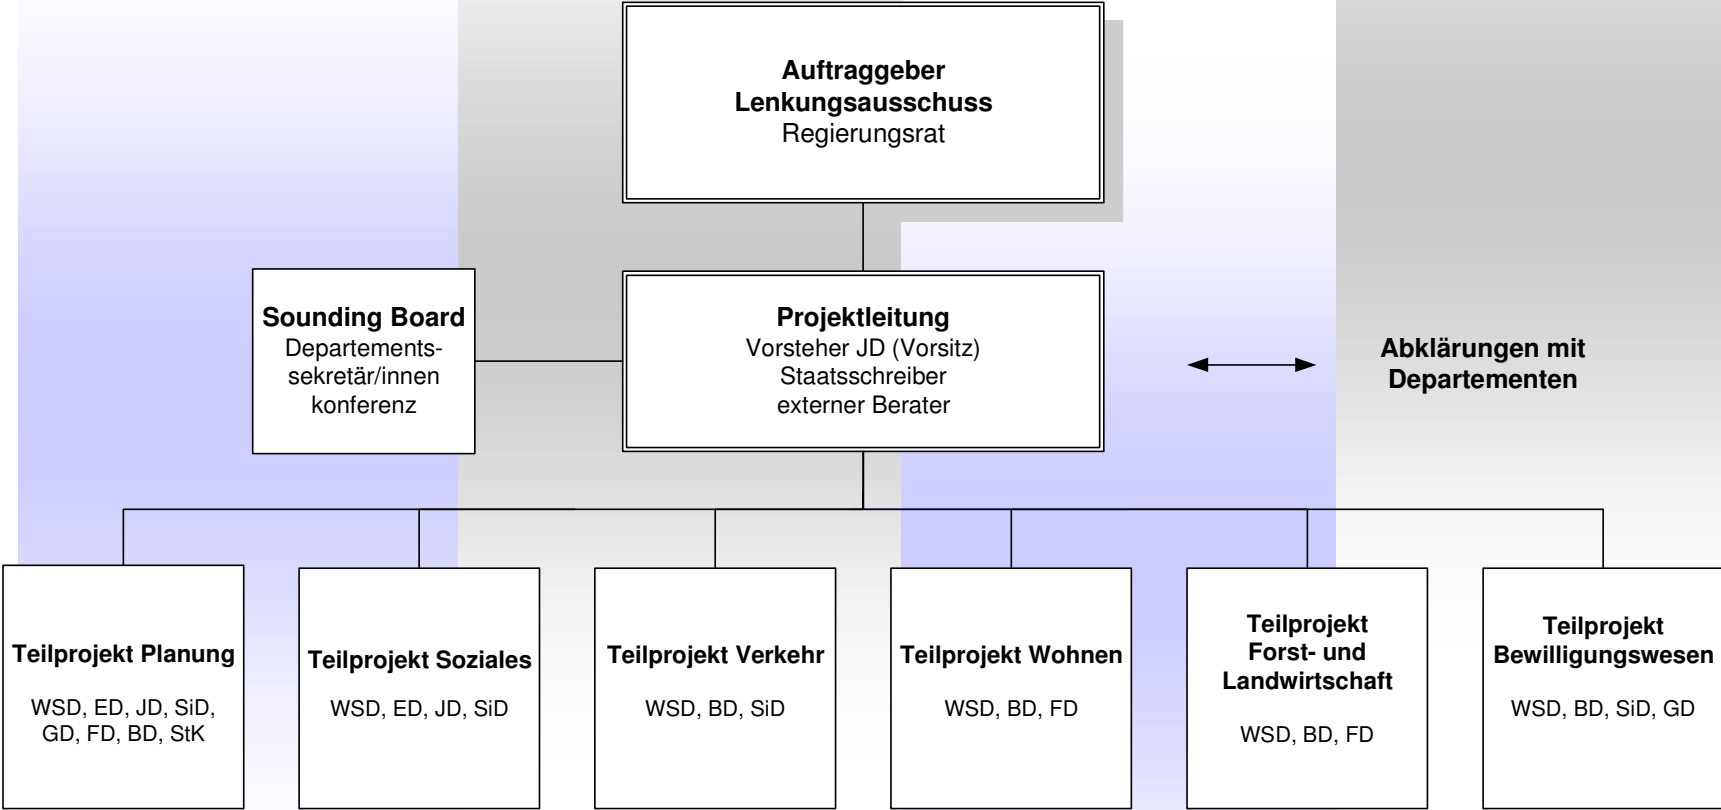 Auftraggeber
Lenkungsausschuss
Regierungsrat
Sounding Board
Departements-
sekretär/innen
konferenz
Projektleitung
Vorsteher JD (Vorsitz)
Staatsschreiber
externer Berater
Abklärungen mit
Departementen
Teilprojekt Planung
WSD, ED, JD, SiD,
GD, FD, BD, StK
Teilprojekt Soziales
WSD, ED, JD, SiD
Teilprojekt Verkehr
WSD, BD, SiD
Teilprojekt Wohnen
WSD, BD, FD
Teilprojekt
Forst- und
Landwirtschaft
WSD, BD, FD
Teilprojekt
Bewilligungswesen
WSD, BD, SiD, GD